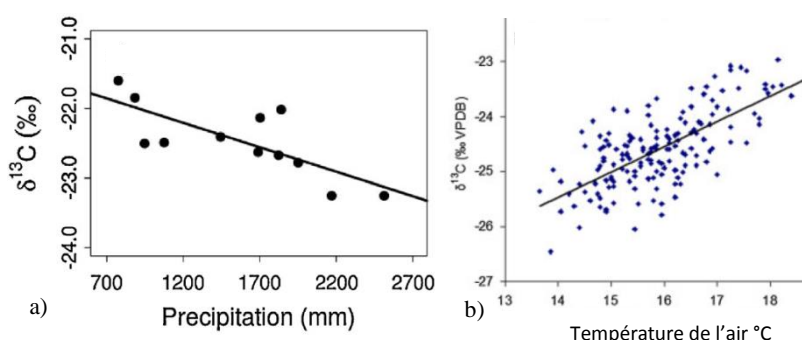 -21.0
-22.0
-23.0
-24.0
δ¹³C (‰)
700 1200 1700 2200 2700
a)
Precipitation (mm)
-23
-24
-25
-26
-27
δ¹³C (‰ VPDB)
13 14 15 16 17 18
b)
Température de l'air °C